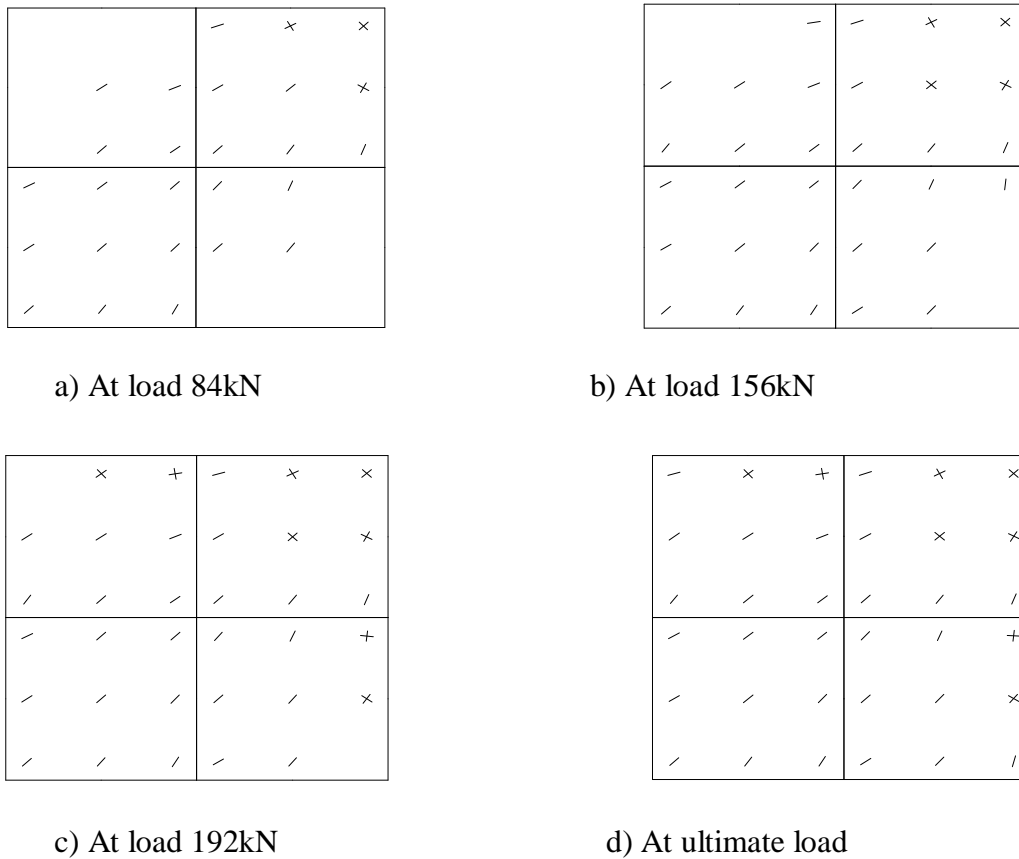 a) At load 84kN
b) At load 156kN
c) At load 192kN
d) At ultimate load